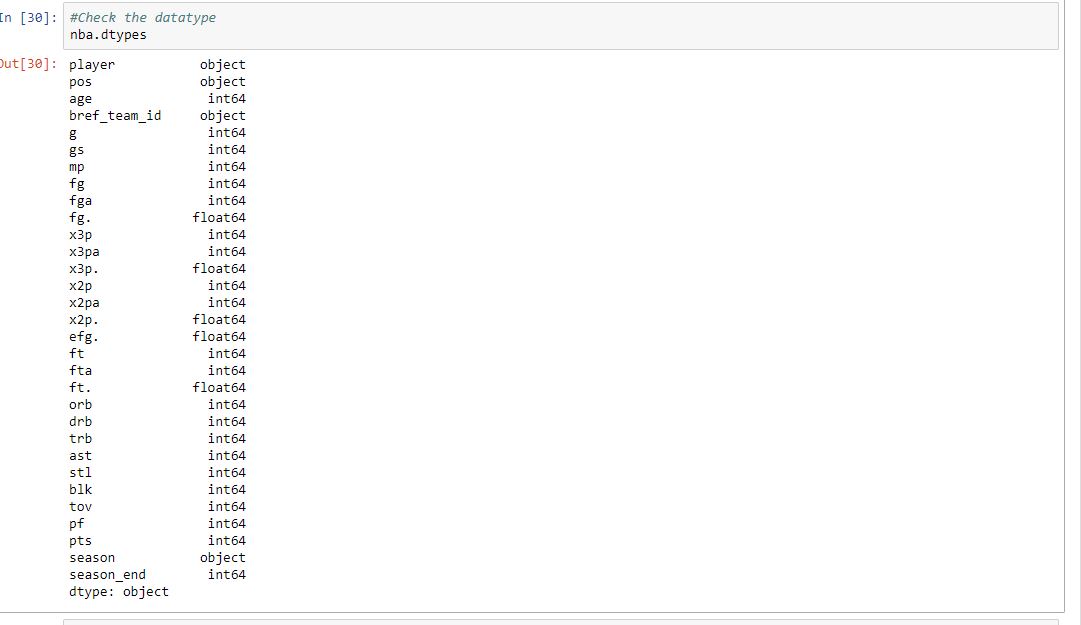 In [30]: #Check the datatype
nba.dtypes
Out[30]: player object
pos object
age int64
bref_team_id object
g int64
gs int64
mp int64
fg int64
fga int64
fg. float64
x3p int64
x3pa int64
x3p. float64
x2p int64
x2pa int64
x2p. float64
efg. float64
ft int64
fta int64
ft. float64
orb int64
drb int64
trb int64
ast int64
stl int64
blk int64
tov int64
pf int64
pts int64
season object
season_end int64
dtype: object